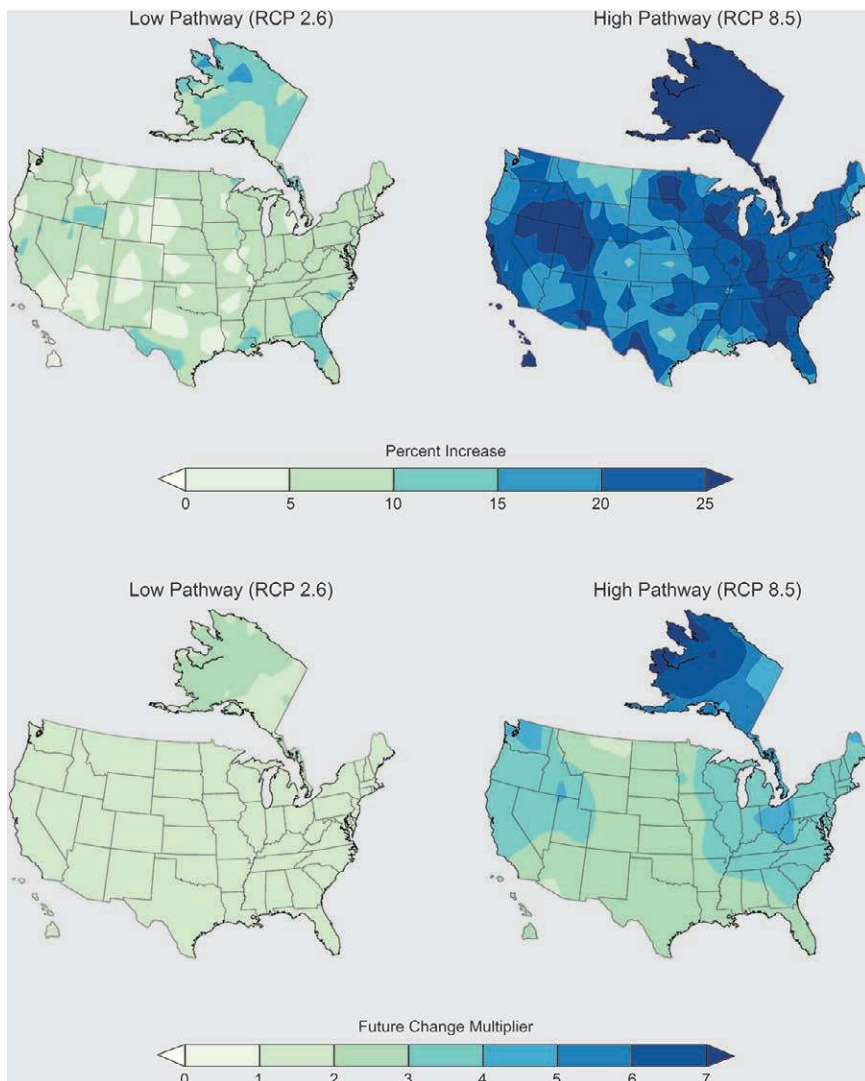 Low Pathway (RCP 2.6) High Pathway (RCP 8.5)
Percent Increase
0 5 10 15 20 25
Low Pathway (RCP 2.6) High Pathway (RCP 8.5)
Future Change Multiplier
0 1 2 3 4 5 6 7